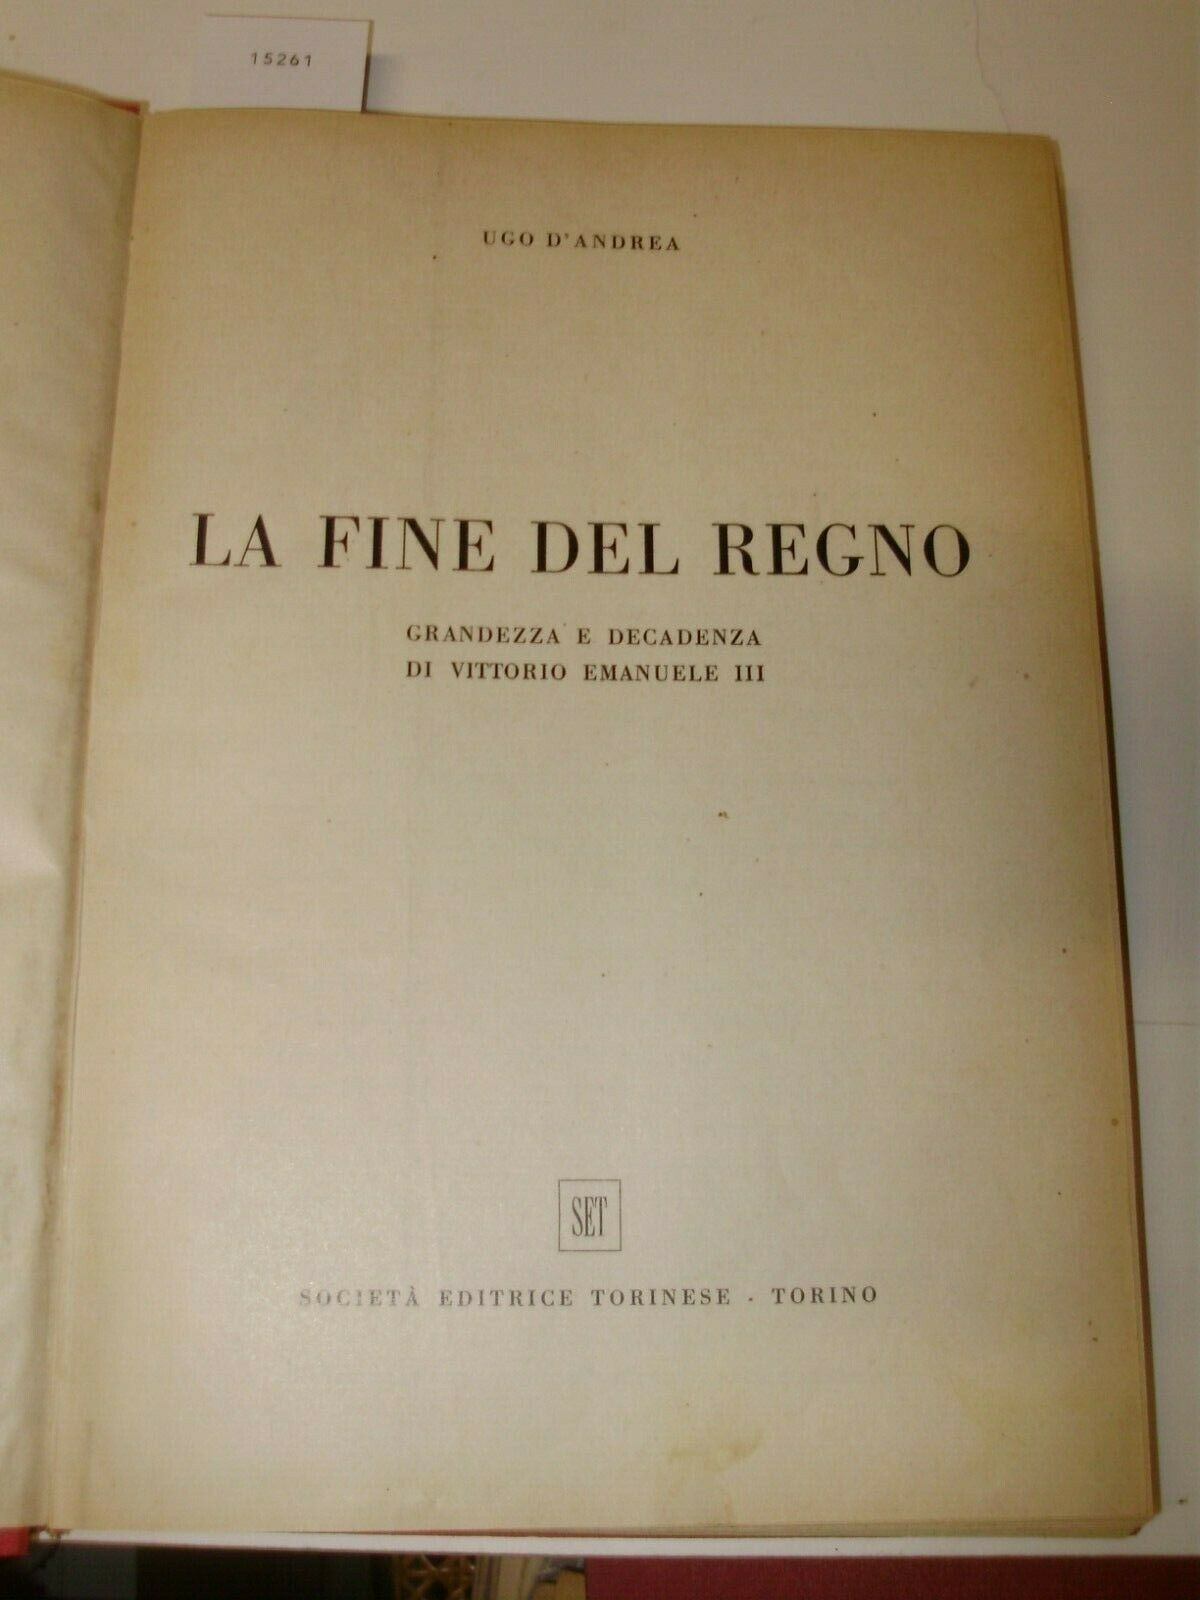 15261
UGO D'ANDREA
LA FINE DEL REGNO
GRANDEZZA E DECADENZA
DI VITTORIO EMANUELE III
SET
SOCIETÀ EDITRICE TORINESE - TORINO